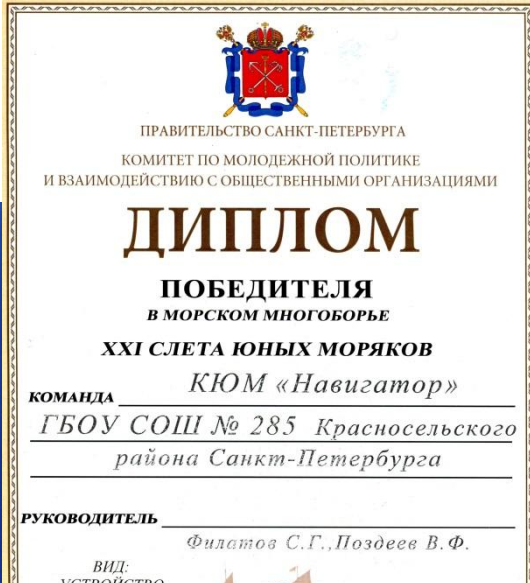 ПРАВИТЕЛЬСТВО САНКТ-ПЕТЕРБУРГА
КОМИТЕТ ПО МОЛОДЕЖНОЙ ПОЛИТИКЕ
И ВЗАИМОДЕЙСТВИЮ С ОБЩЕСТВЕННЫМИ ОРГАНИЗАЦИЯМИ
ДИПЛОМ
ПОБЕДИТЕЛЯ
В МОРСКОМ МНОГОБОРЬЕ
XXI СЛЕТА ЮНЫХ МОРЯКОВ
КОМАНДА КЮМ «Навигатор»
ГБОУ СОШ № 285 Красносельского
района Санкт-Петербурга
РУКОВОДИТЕЛЬ
Филатов С.Г.,Поздеев В.Ф.
ВИД:
УСТРОЙСТВО